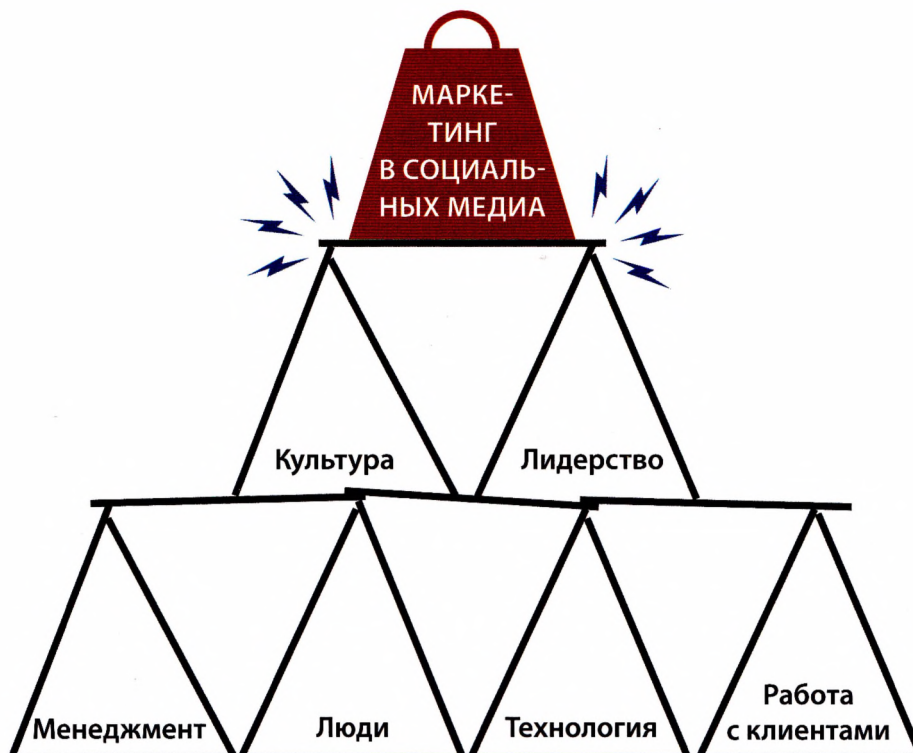 МАРКЕ-
ТИНГ
В СОЦИАЛЬ-
НЫХ МЕДИА
Культура Лидерство
Менеджмент Люди Технология Работа
с клиентами